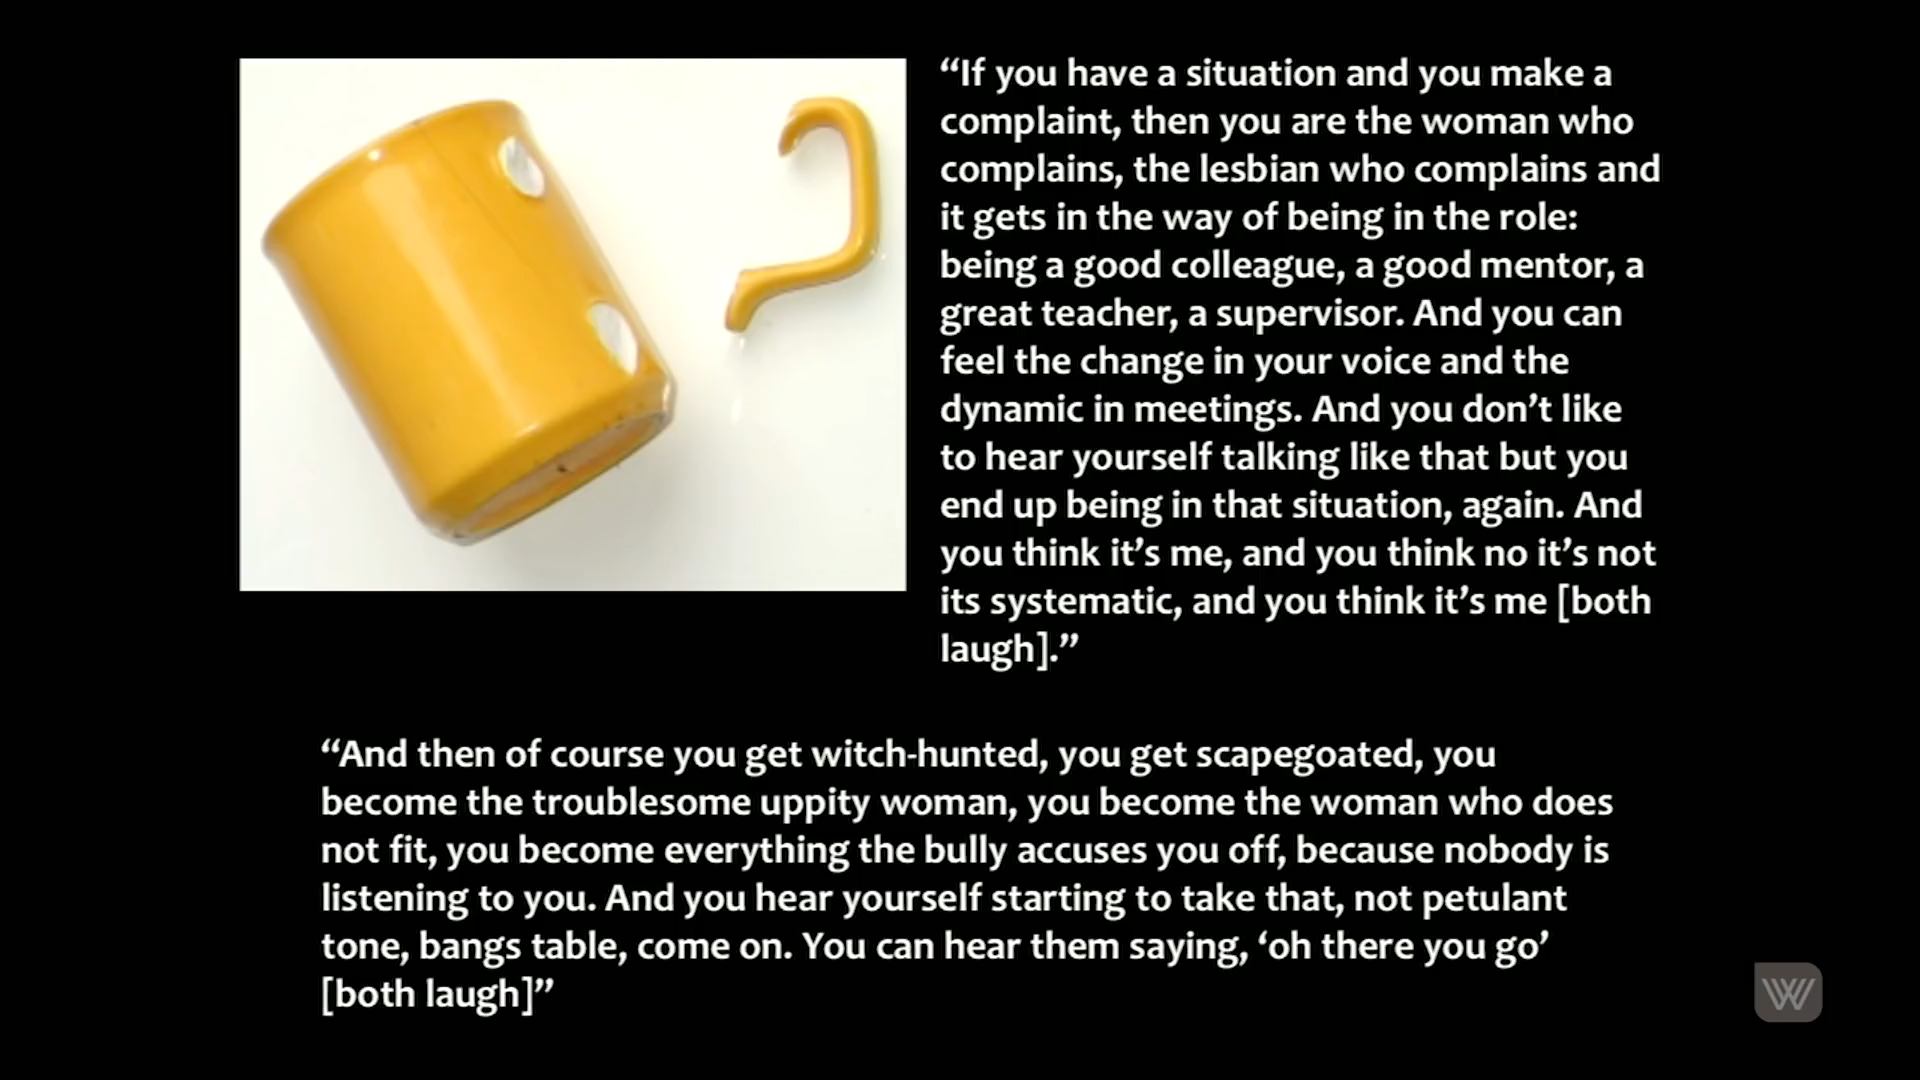 “If you have a situation and you make a
complaint, then you are the woman who
complains, the lesbian who complains and
it gets in the way of being in the role:
being a good colleague, a good mentor, a
great teacher, a supervisor. And you can
feel the change in your voice and the
dynamic in meetings. And you don’t like
to hear yourself talking like that but you
end up being in that situation, again. And
you think it’s me, and you think no it’s not
its systematic, and you think it’s me [both
laugh].”
“And then of course you get witch-hunted, you get scapegoated, you
become the troublesome uppity woman, you become the woman who does
not fit, you become everything the bully accuses you off, because nobody is
listening to you. And you hear yourself starting to take that, not petulant
tone, bangs table, come on. You can hear them saying, ‘oh there you go’
[both laugh]”
W